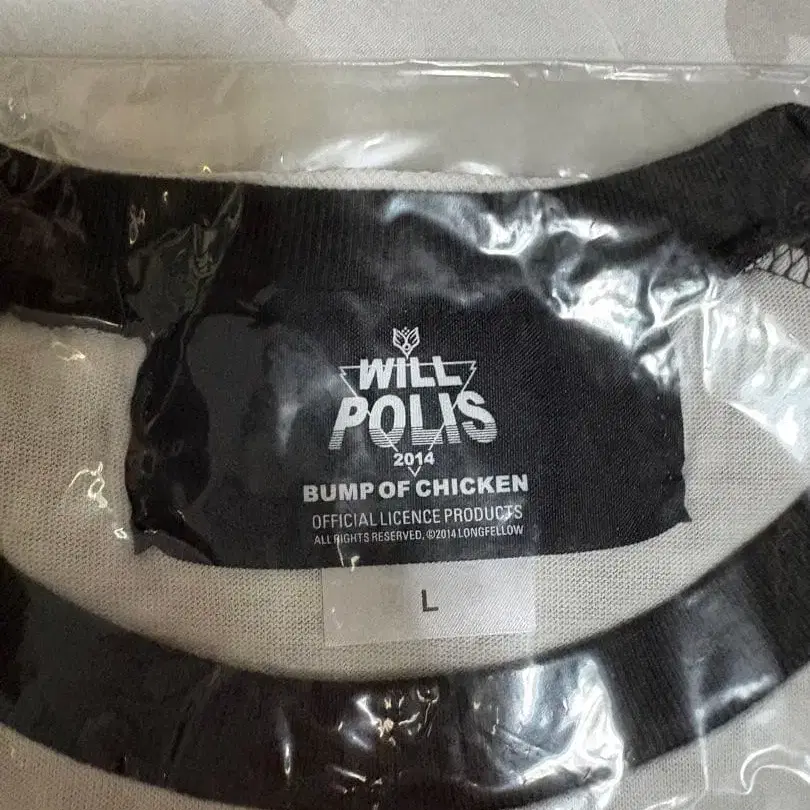 WILL
POLIS
2014
BUMP OF CHICKEN
OFFICIAL LICENCE PRODUCTS
ALL RIGHTS RESERVED, ©2014 LONGFELLOW
L